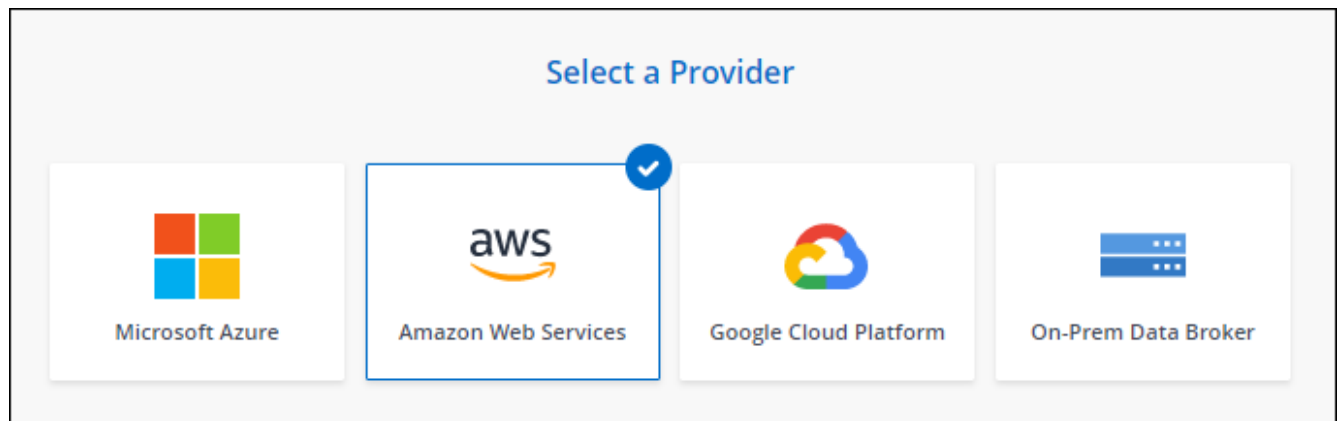 Select a Provider
aws
Microsoft Azure
Amazon Web Services
Google Cloud Platform
On-Prem Data Broker